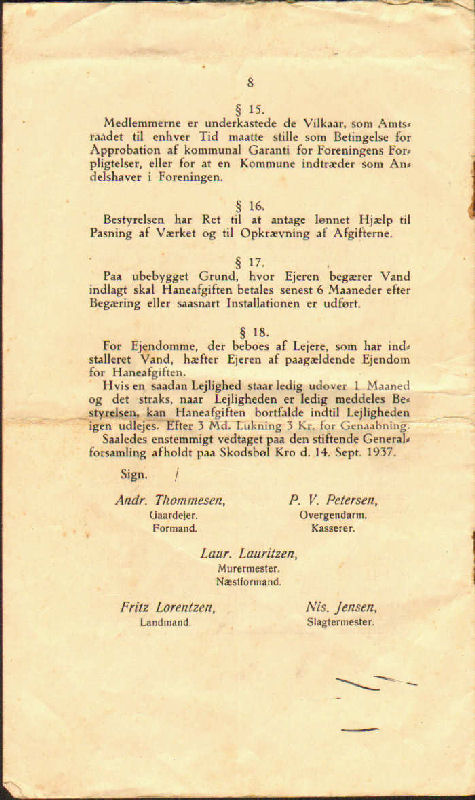 8
§ 15.
Medlemmerne er underkastede de Vilkaar, som Amts-
raadet til enhver Tid maatte stille som Betingelse for
Approbation af kommunal Garanti for Foreningens For-
pligtelser, eller for at en Kommune indtræder som An-
delshaver i Foreningen.
§ 16.
Bestyrelsen har Ret til at antage lønnet Hjælp til
Pasning af Værket og til Opkrævning af Afgifterne.
§ 17.
Paa ubebygget Grund, hvor Ejeren begærer Vand
indlagt skal Haneafgiften betales senest 6 Maaneder efter
Begæring eller saasnart Installationen er udført.
§ 18.
For Ejendomme, der beboes af Lejere, som har ind-
stalleret Vand, hæfter Ejeren af paagældende Ejendom
for Haneafgiften.
Hvis en saadan Lejlighed staar ledig udover 1 Maaned
og det straks, naar Lejligheden er ledig meddeles Be-
styrelsen, kan Haneafgiften bortfalde indtil Lejligheden
igen udlejes. Efter 3 Md. Lukning 3 Kr. for Genaabning.
Saaledes enstemmigt vedtaget paa den stiftende General-
forsamling afholdt paa Skodsbøl Kro d. 14. Sept. 1937.
Sign.
Andr. Thommesen, P. V. Petersen,
Gaardejer. Overgendarm.
Formand. Kasserer.
Laur. Lauritzen,
Murermester.
Næstformand.
Fritz Lorentzen, Nis. Jensen,
Landmand. Slagtermester.